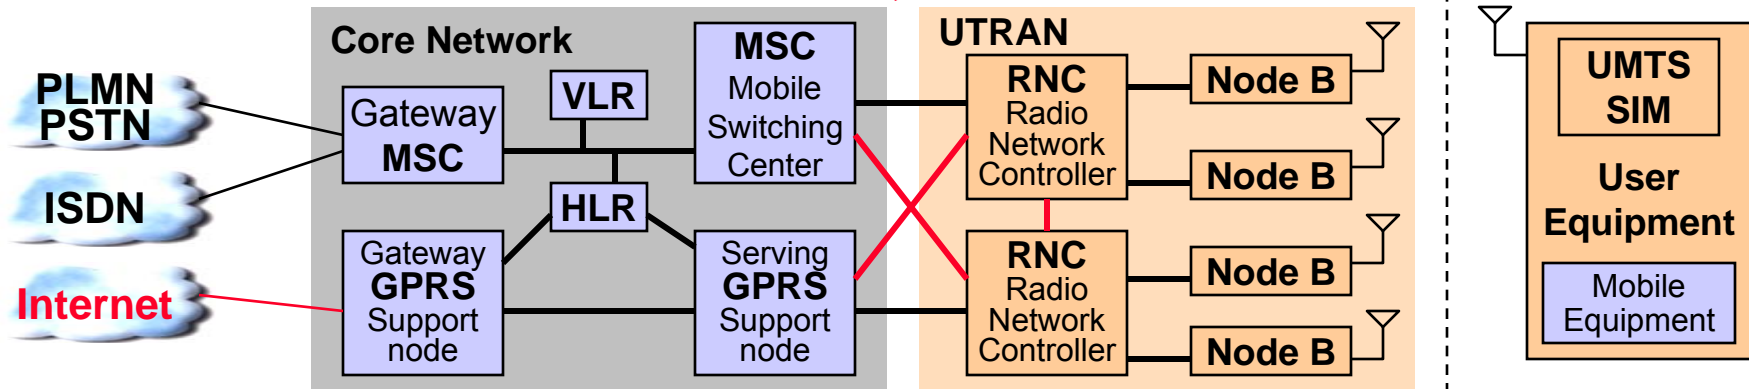 PLMN
PSTN
ISDN
Internet
Core Network
Gateway
MSC
VLR
HLR
MSC
Mobile
Switching
Center
Gateway
GPRS
Support
node
Serving
GPRS
Support
node
UTRAN
RNC
Radio
Network
Controller
RNC
Radio
Network
Controller
Node B
Node B
Node B
Node B
UMTS
SIM
User
Equipment
Mobile
Equipment